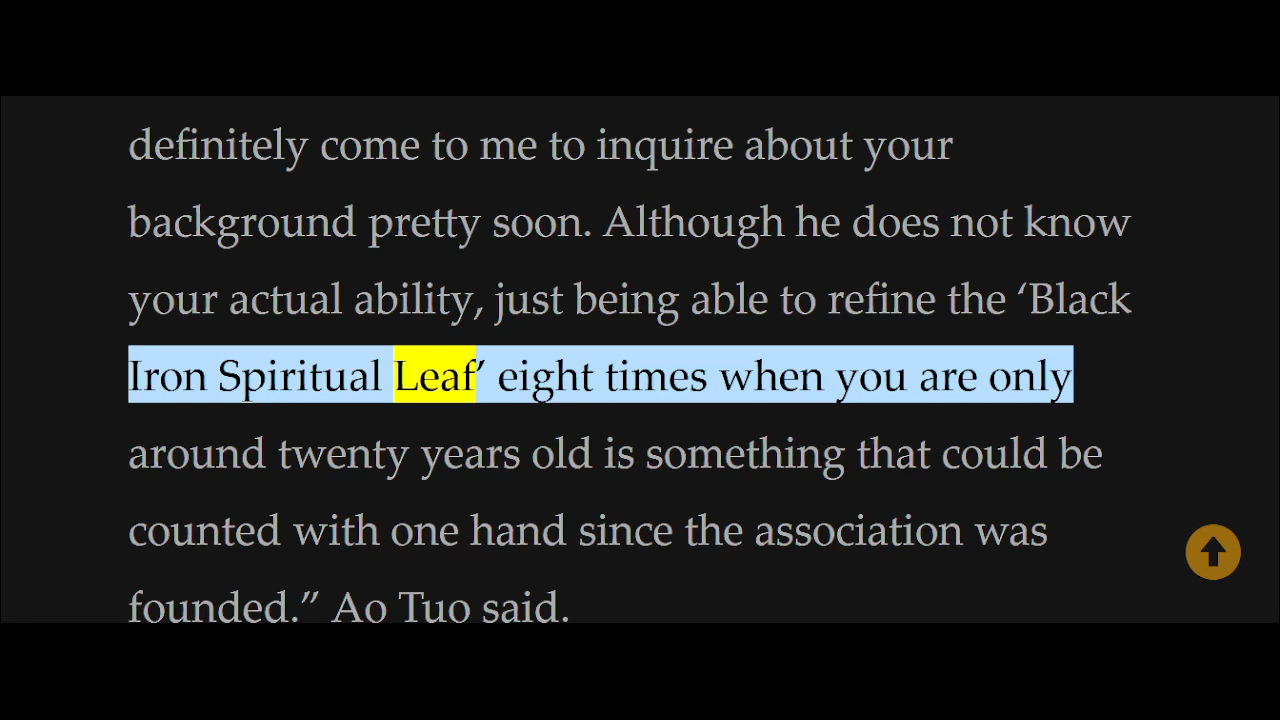 definitely come to me to inquire about your
background pretty soon. Although he does not know
your actual ability, just being able to refine the ‘Black
Iron Spiritual Leaf’ eight times when you are only
around twenty years old is something that could be
counted with one hand since the association was
founded.” Ao Tuo said.